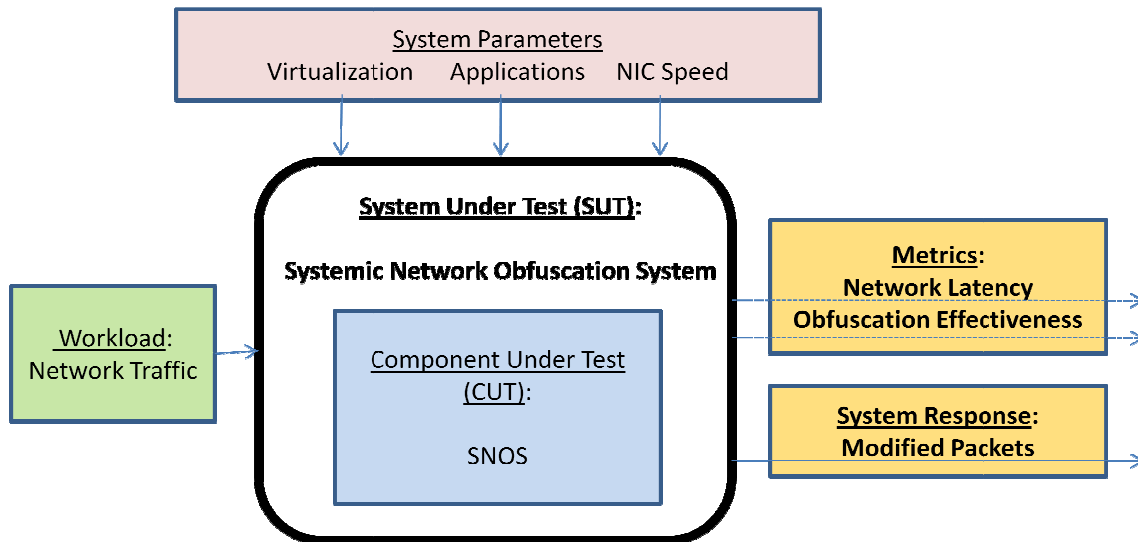 System Parameters
Virtualization Applications NIC Speed
System Under Test (SUT):
Systemic Network Obfuscation System
Component Under Test
(CUT):
SNOS
Workload:
Network Traffic
Metrics:
Network Latency
Obfuscation Effectiveness
System Response:
Modified Packets